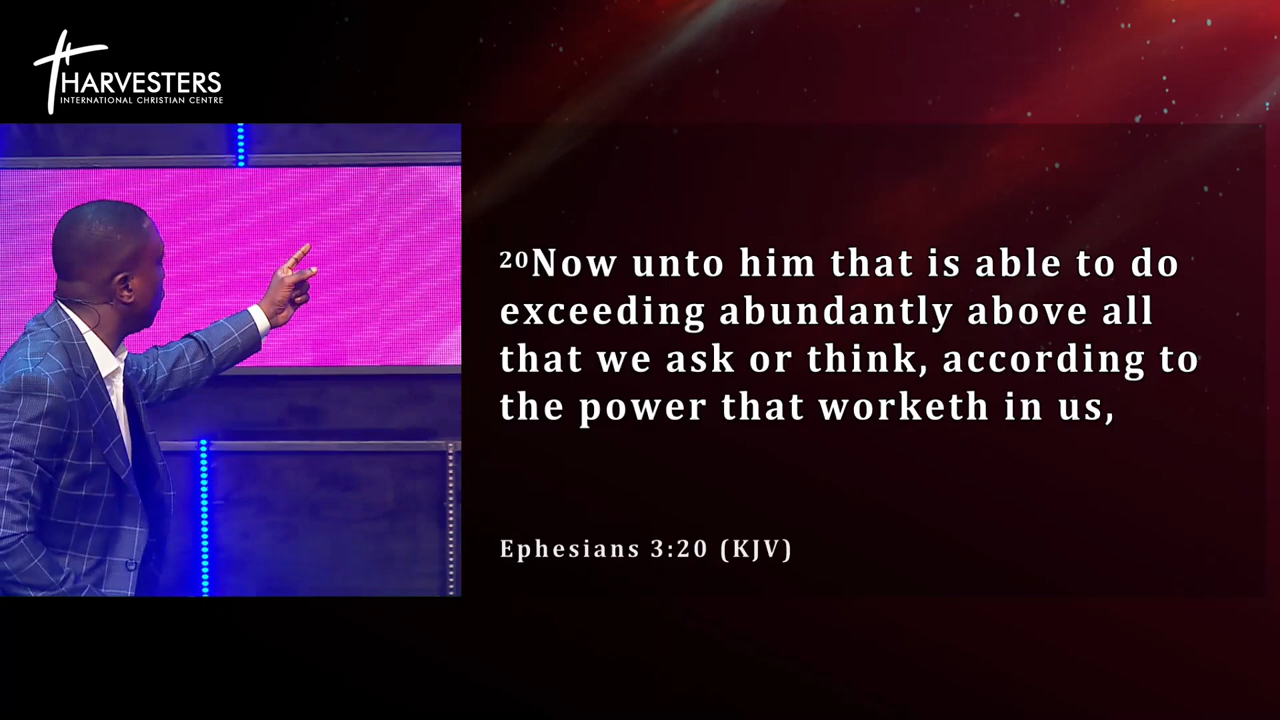 HARVESTERS
INTERNATIONAL CHRISTIAN CENTRE
20Now unto him that is able to do
exceeding abundantly above all
that we ask or think, according to
the power that worketh in us,
Ephesians 3:20 (KJV)